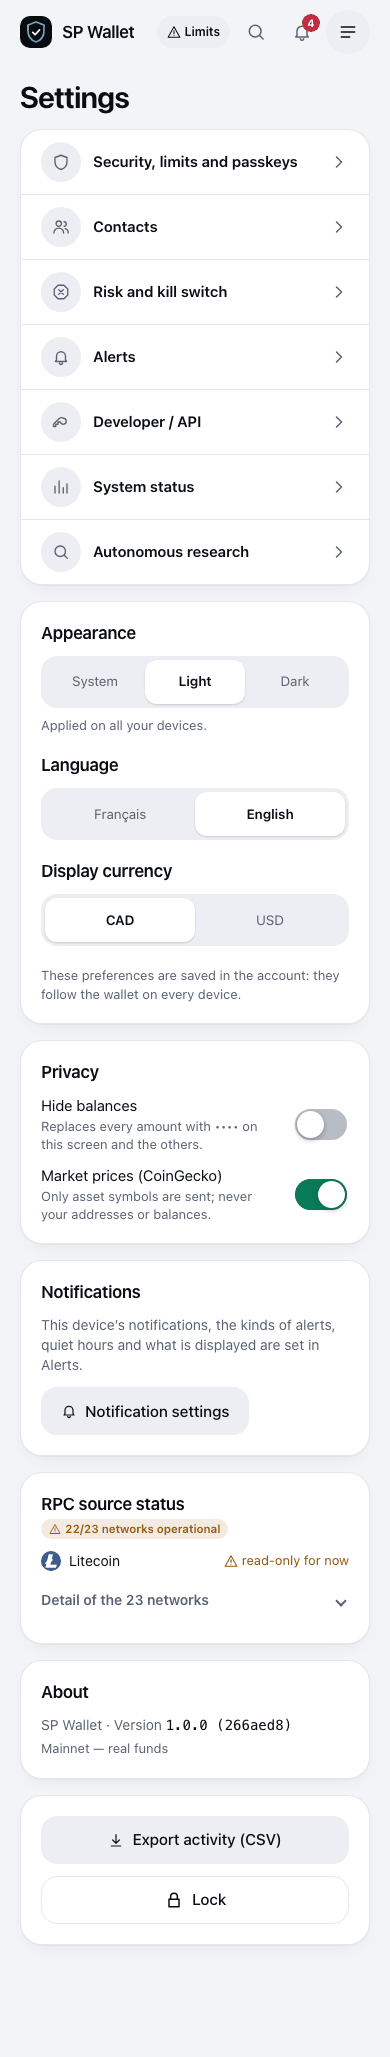 SP Wallet
Limits
4
Settings
Security, limits and passkeys
Contacts
Risk and kill switch
Alerts
Developer / API
System status
Autonomous research
Appearance
System Light Dark
Applied on all your devices.
Language
Français English
Display currency
CAD USD
These preferences are saved in the account: they
follow the wallet on every device.
Privacy
Hide balances
Replaces every amount with •••• on
this screen and the others.
Market prices (CoinGecko)
Only asset symbols are sent; never
your addresses or balances.
Notifications
This device's notifications, the kinds of alerts,
quiet hours and what is displayed are set in
Alerts.
Notification settings
RPC source status
22/23 networks operational
Litecoin read-only for now
Detail of the 23 networks
About
SP Wallet · Version 1.0.0 (266aed8)
Mainnet — real funds
Export activity (CSV)
Lock